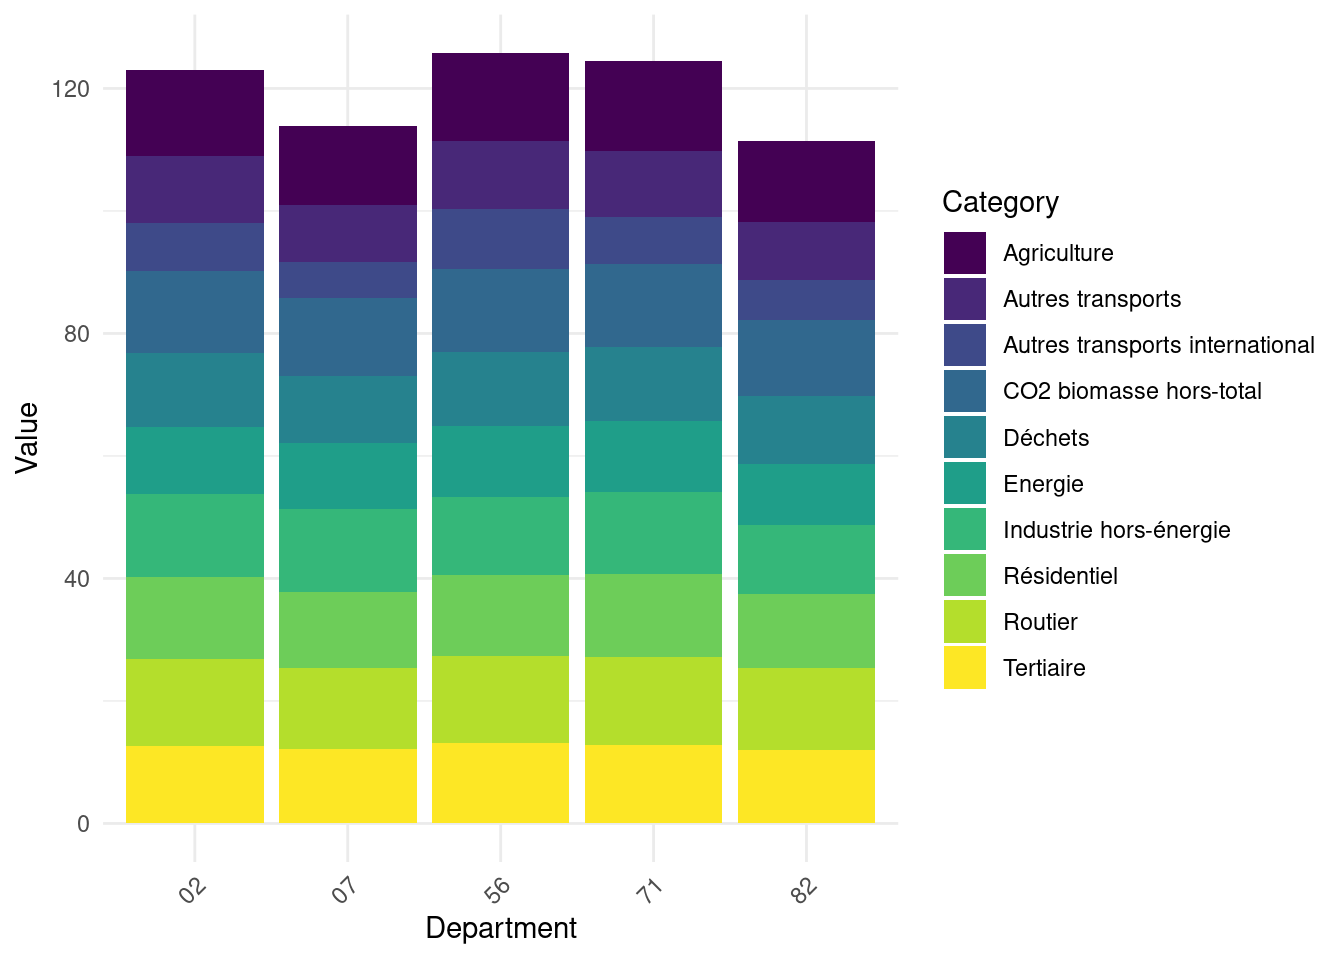 120
80
40
0
Value
02
07
56
71
82
Department
Category
Agriculture
Autres transports
Autres transports international
CO2 biomasse hors-total
Déchets
Energie
Industrie hors-énergie
Résidentiel
Routier
Tertiaire